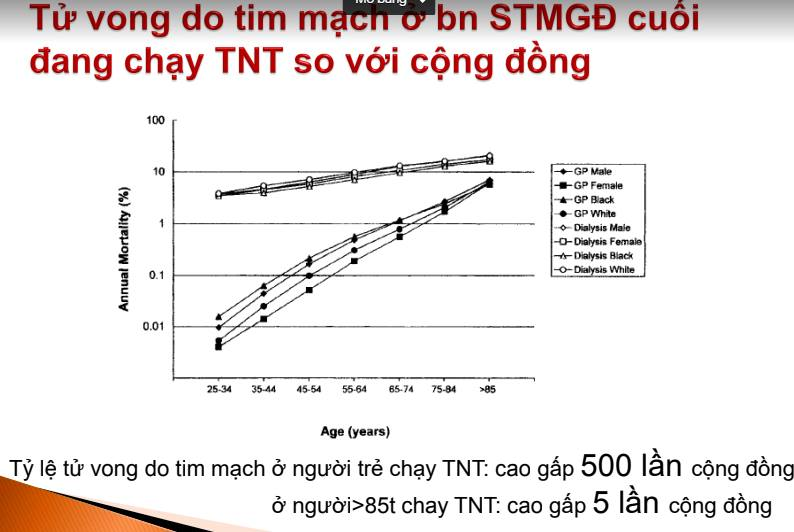 Tử vong do tim mạch ở bn STMGĐ cuối
đang chạy TNT so với cộng đồng
100
10
1
0.1
0.01
Annual Mortality (%)
25-34 35-44 45-54 55-64 65-74 75-84 >85
Age (years)
GP Male
GP Female
GP Black
GP White
Dialysis Male
Dialysis Female
Dialysis Black
Dialysis White
Tỷ lệ tử vong do tim mạch ở người trẻ chạy TNT: cao gấp 500 lần cộng đồng
ở người>85t chay TNT: cao gấp 5 lần cộng đồng